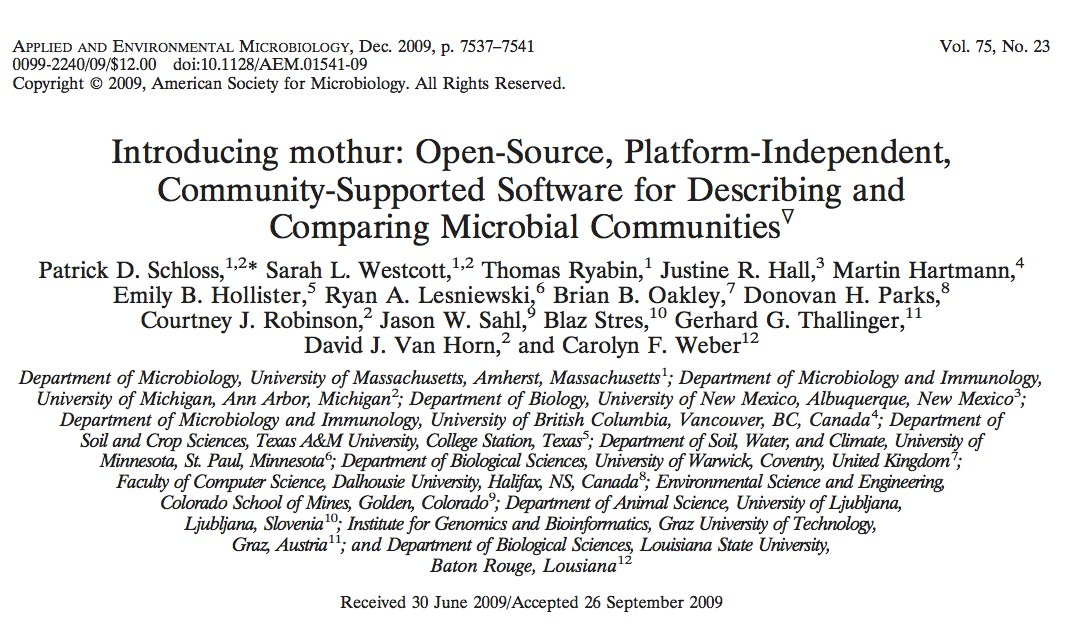 APPLIED AND ENVIRONMENTAL MICROBIOLOGY, Dec. 2009, p. 7537–7541 Vol. 75, No. 23
0099-2240/09/$12.00 doi:10.1128/AEM.01541-09
Copyright © 2009, American Society for Microbiology. All Rights Reserved.
Introducing mothur: Open-Source, Platform-Independent,
Community-Supported Software for Describing and
Comparing Microbial Communities▽
Patrick D. Schloss,1,2* Sarah L. Westcott,1,2 Thomas Ryabin,1 Justine R. Hall,3 Martin Hartmann,4
Emily B. Hollister,5 Ryan A. Lesniewski,6 Brian B. Oakley,7 Donovan H. Parks,8
Courtney J. Robinson,2 Jason W. Sahl,9 Blaz Stres,10 Gerhard G. Thallinger,11
David J. Van Horn,2 and Carolyn F. Weber12
Department of Microbiology, University of Massachusetts, Amherst, Massachusetts1; Department of Microbiology and Immunology,
University of Michigan, Ann Arbor, Michigan2; Department of Biology, University of New Mexico, Albuquerque, New Mexico3;
Department of Microbiology and Immunology, University of British Columbia, Vancouver, BC, Canada4; Department of
Soil and Crop Sciences, Texas A&M University, College Station, Texas5; Department of Soil, Water, and Climate, University of
Minnesota, St. Paul, Minnesota6; Department of Biological Sciences, University of Warwick, Coventry, United Kingdom7;
Faculty of Computer Science, Dalhousie University, Halifax, NS, Canada8; Environmental Science and Engineering,
Colorado School of Mines, Golden, Colorado9; Department of Animal Science, University of Ljubljana,
Ljubljana, Slovenia10; Institute for Genomics and Bioinformatics, Graz University of Technology,
Graz, Austria11; and Department of Biological Sciences, Louisiana State University,
Baton Rouge, Lousiana12
Received 30 June 2009/Accepted 26 September 2009